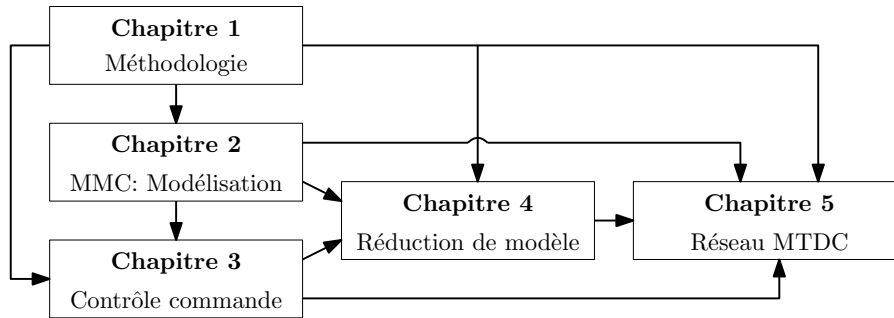 Chapitre 1
Méthodologie
Chapitre 2
MMC: Modélisation
Chapitre 3
Contrôle commande
Chapitre 4
Réduction de modèle
Chapitre 5
Réseau MTDC